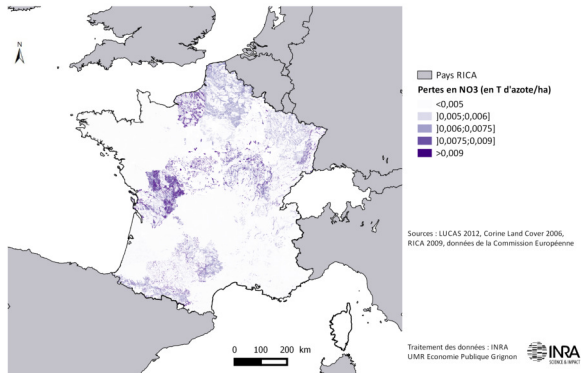 N
Pays RICA
Pertes en NO3 (en T d'azote/ha)
<0,005
]0,005;0,006]
]0,006;0,0075]
]0,0075;0,009]
>0,009
Sources : LUCAS 2012, Corine Land Cover 2006,
RICA 2009, données de la Commission Européenne
0 100 200 km
Traitement des données : INRA
UMR Economie Publique Grignon
INRA
SCIENCE & IMPACT